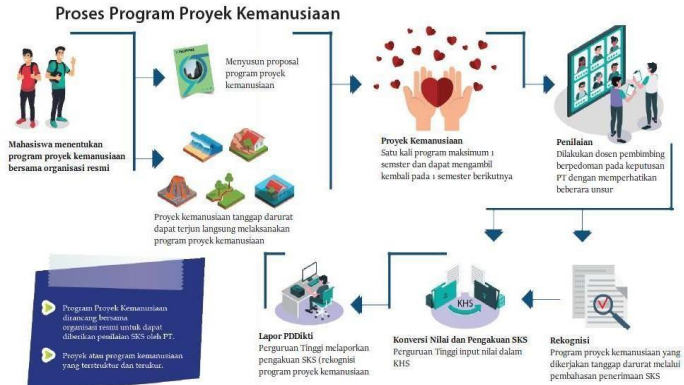 Proses Program Proyek Kemanusiaan
Mahasiswa menentukan
program proyek kemanusiaan
bersama organisasi resmi
Menyusun proposal
program proyek
kemanusiaan
Proyek kemanusiaan tanggap darurat
dapat terjun langsung melaksanakan
program proyek kemanusiaan
Proyek Kemanusiaan
Satu kali program maksimum 1
semster dan dapat mengambil
kembali pada 1 semester berikutnya
Penilaian
Dilakukan dosen pembimbing
berpedoman pada keputusan
PT dengan memperhatikan
beberara unsur
Program Proyek Kemanusiaan
dirancang bersama
organisasi resmi untuk dapat
diberikan penilaian SKS oleh PT.
Proyek atau program kemanusiaan
yang terstruktur dan terukur.
Lapor PDDikti
Perguruan Tinggi melaporkan
pengakuan SKS (rekognisi
program proyek kemanusiaan
KHS
Konversi Nilai dan Pengakuan SKS
Perguruan Tinggi input nilai dalam
KHS
Rekognisi
Program proyek kemanusiaan yang
dikerjakan tanggap darurat melalui
pembahasan penerimaan SKS